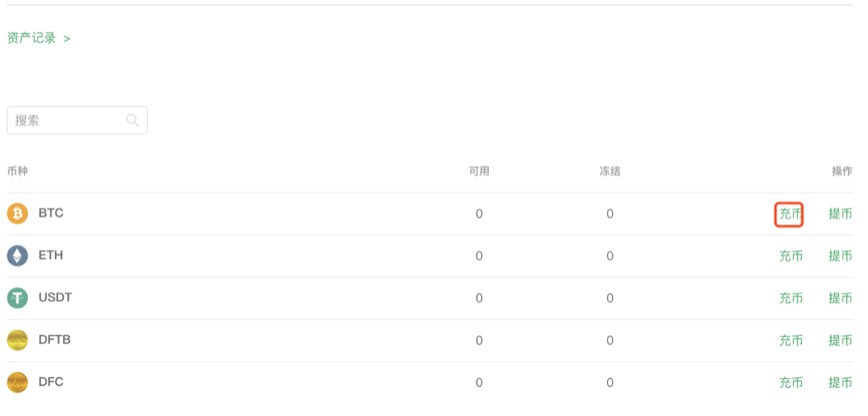 资产记录 >
搜索
币种 可用 冻结 操作
BTC 0 0 充币 提币
ETH 0 0 充币 提币
USDT 0 0 充币 提币
DFTB 0 0 充币 提币
DFC 0 0 充币 提币